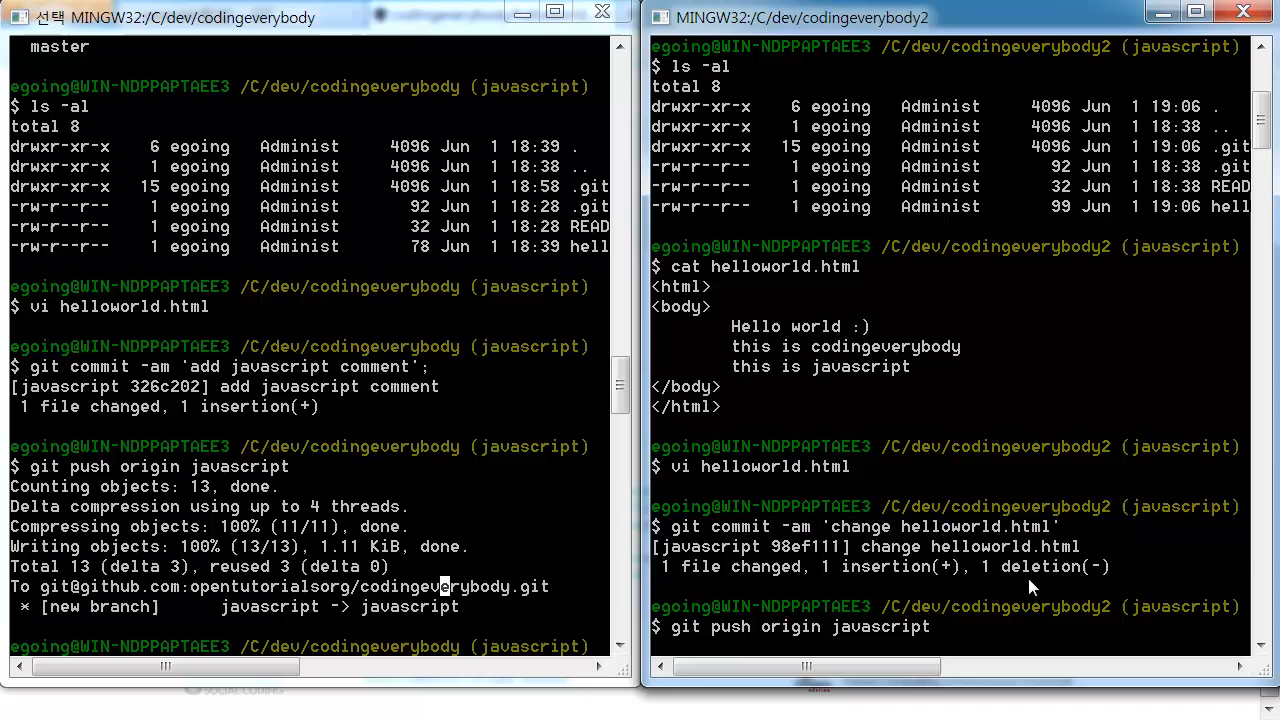 선택 MINGW32:/C/dev/codingeverybody
master
egoing@WIN-NDPPAPTAEE3 /C/dev/codingeverybody (javascript)
$ ls -al
total 8
drwxr-xr-x 6 egoing Administ 4096 Jun 1 18:39 .
drwxr-xr-x 1 egoing Administ 4096 Jun 1 18:38 ..
drwxr-xr-x 15 egoing Administ 4096 Jun 1 18:58 .git
-rw-r--r-- 1 egoing Administ 92 Jun 1 18:28 .git
-rw-r--r-- 1 egoing Administ 32 Jun 1 18:28 READ
-rw-r--r-- 1 egoing Administ 78 Jun 1 18:39 hell
egoing@WIN-NDPPAPTAEE3 /C/dev/codingeverybody (javascript)
$ vi helloworld.html
egoing@WIN-NDPPAPTAEE3 /C/dev/codingeverybody (javascript)
$ git commit -am 'add javascript comment';
[javascript 326c202] add javascript comment
1 file changed, 1 insertion(+)
egoing@WIN-NDPPAPTAEE3 /C/dev/codingeverybody (javascript)
$ git push origin javascript
Counting objects: 13, done.
Delta compression using up to 4 threads.
Compressing objects: 100% (11/11), done.
Writing objects: 100% (13/13), 1.11 KiB, done.
Total 13 (delta 3), reused 3 (delta 0)
To git@github.com:opentutorialsorg/codingeverybody.git
* [new branch] javascript -> javascript
egoing@WIN-NDPPAPTAEE3 /C/dev/codingeverybody (javascript)
MINGW32:/C/dev/codingeverybody2
egoing@WIN-NDPPAPTAEE3 /C/dev/codingeverybody2 (javascript)
$ ls -al
total 8
drwxr-xr-x 6 egoing Administ 4096 Jun 1 19:06 .
drwxr-xr-x 1 egoing Administ 4096 Jun 1 18:38 ..
drwxr-xr-x 15 egoing Administ 4096 Jun 1 19:06 .git
-rw-r--r-- 1 egoing Administ 92 Jun 1 18:38 .git
-rw-r--r-- 1 egoing Administ 32 Jun 1 18:38 READ
-rw-r--r-- 1 egoing Administ 99 Jun 1 19:06 hell
egoing@WIN-NDPPAPTAEE3 /C/dev/codingeverybody2 (javascript)
$ cat helloworld.html
<html>
<body>
Hello world :)
this is codingeverybody
this is javascript
</body>
</html>
egoing@WIN-NDPPAPTAEE3 /C/dev/codingeverybody2 (javascript)
$ vi helloworld.html
egoing@WIN-NDPPAPTAEE3 /C/dev/codingeverybody2 (javascript)
$ git commit -am 'change helloworld.html'
[javascript 98ef111] change helloworld.html
1 file changed, 1 insertion(+), 1 deletion(-)
egoing@WIN-NDPPAPTAEE3 /C/dev/codingeverybody2 (javascript)
$ git push origin javascript